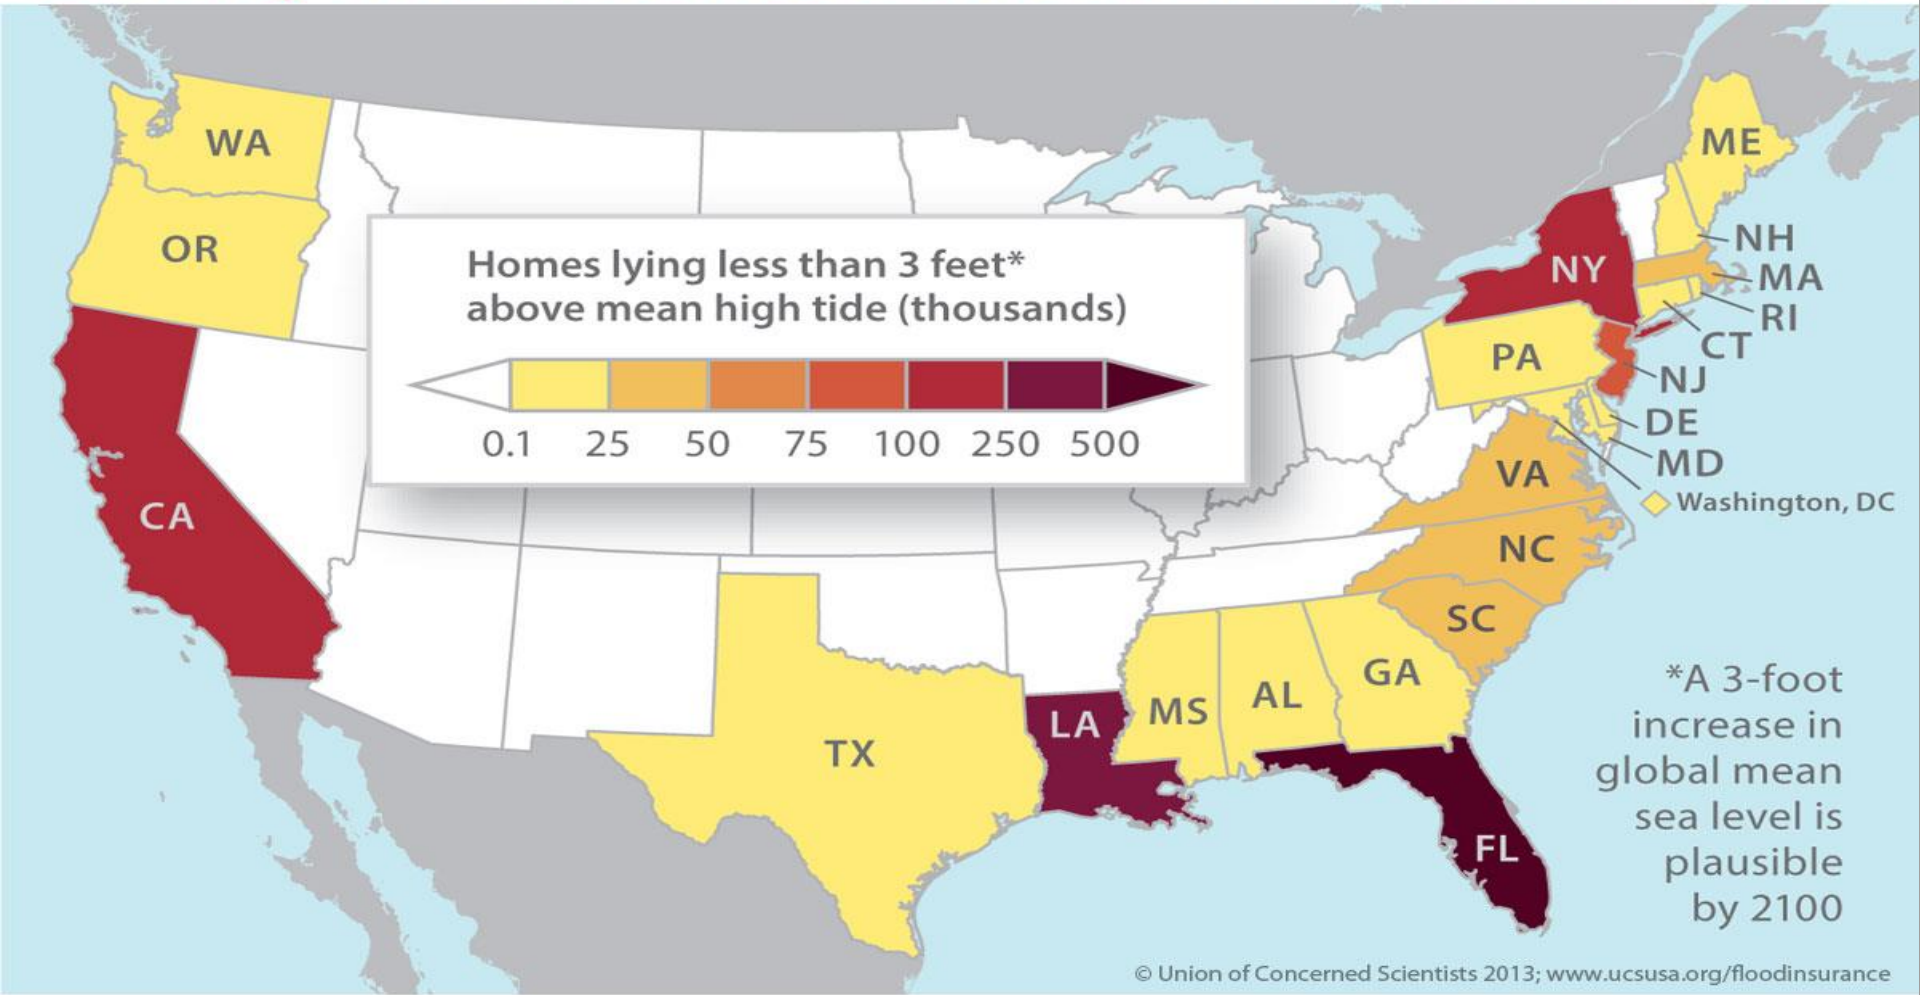 WA
ME
OR
Homes lying less than 3 feet*
above mean high tide (thousands)
0.1 25 50 75 100 250 500
NY
NH
MA
RI
CT
PA
NJ
DE
MD
VA
Washington, DC
CA
NC
SC
GA
AL
MS
LA
TX
FL
*A 3-foot
increase in
global mean
sea level is
plausible
by 2100
© Union of Concerned Scientists 2013; www.ucsusa.org/floodinsurance